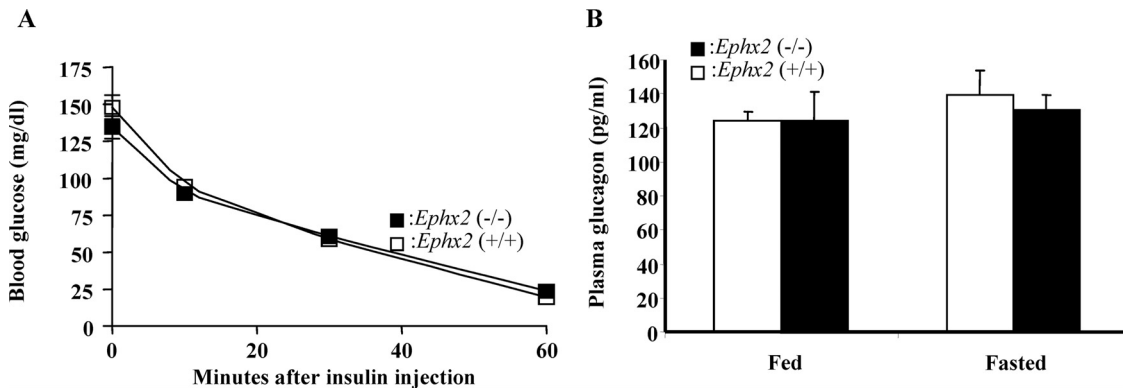 A
175
150
125
100
75
50
25
0
Blood glucose (mg/dl)
■:Ephx2 (-/-)
□:Ephx2 (+/+)
0 20 40 60
Minutes after insulin injection
B
■:Ephx2 (-/-)
□:Ephx2 (+/+)
160
140
120
100
80
60
40
20
0
Plasma glucagon (pg/ml)
Fed Fasted